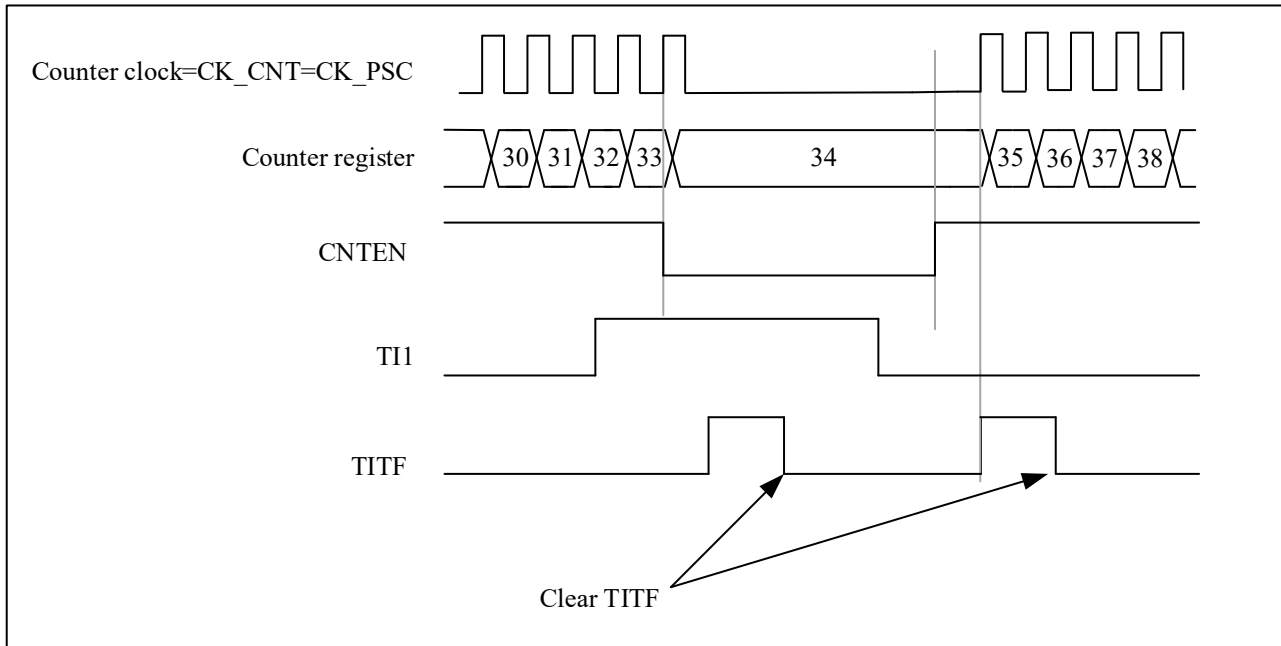 Counter clock=CK_CNT=CK_PSC
Counter register
30 31 32 33 34 35 36 37 38
CNTEN
TI1
TITF
Clear TITF